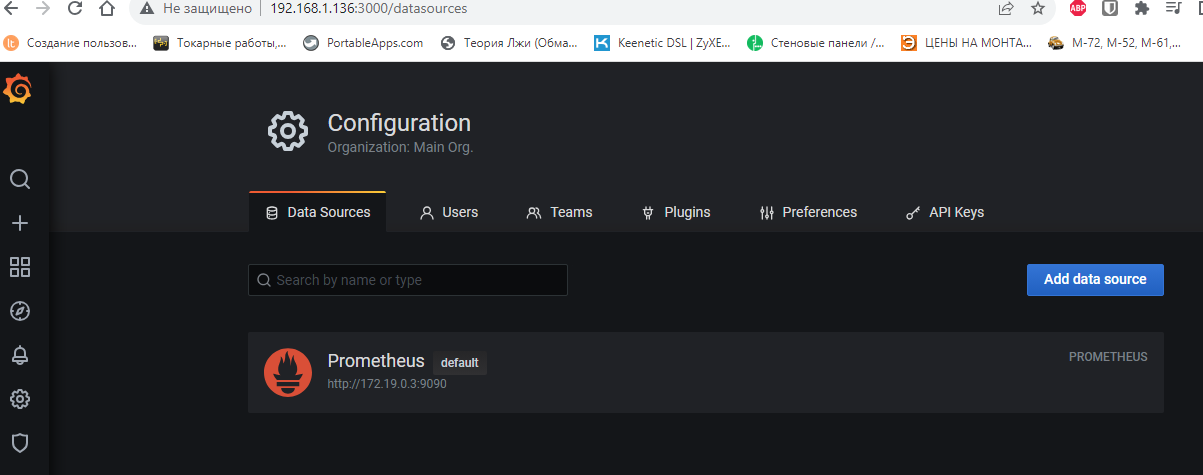 Не защищено 192.168.1.136:3000/datasources
ABP
lt Создание пользов... Токарные работы,... PortableApps.com Теория Лжи (Обма... Keenetic DSL | ZyXE... Стеновые панели /... ЦЕНЫ НА МОНТА... М-72, М-52, М-61,...
Configuration
Organization: Main Org.
Data Sources Users Teams Plugins Preferences API Keys
Search by name or type Add data source
Prometheus default PROMETHEUS
http://172.19.0.3:9090